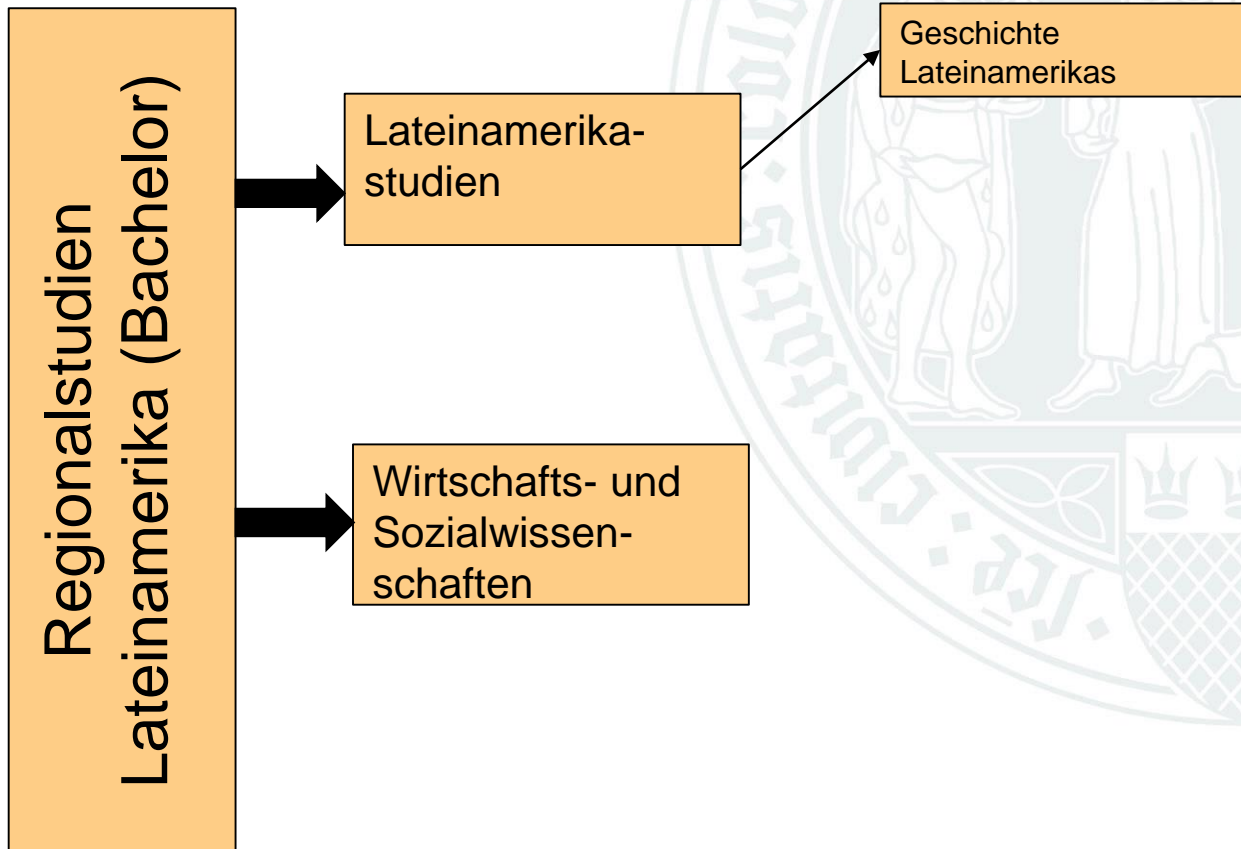 Regionalstudien
Lateinamerika (Bachelor)
Lateinamerika-
studien
Geschichte
Lateinamerikas
Wirtschafts- und
Sozialwissen-
schaften